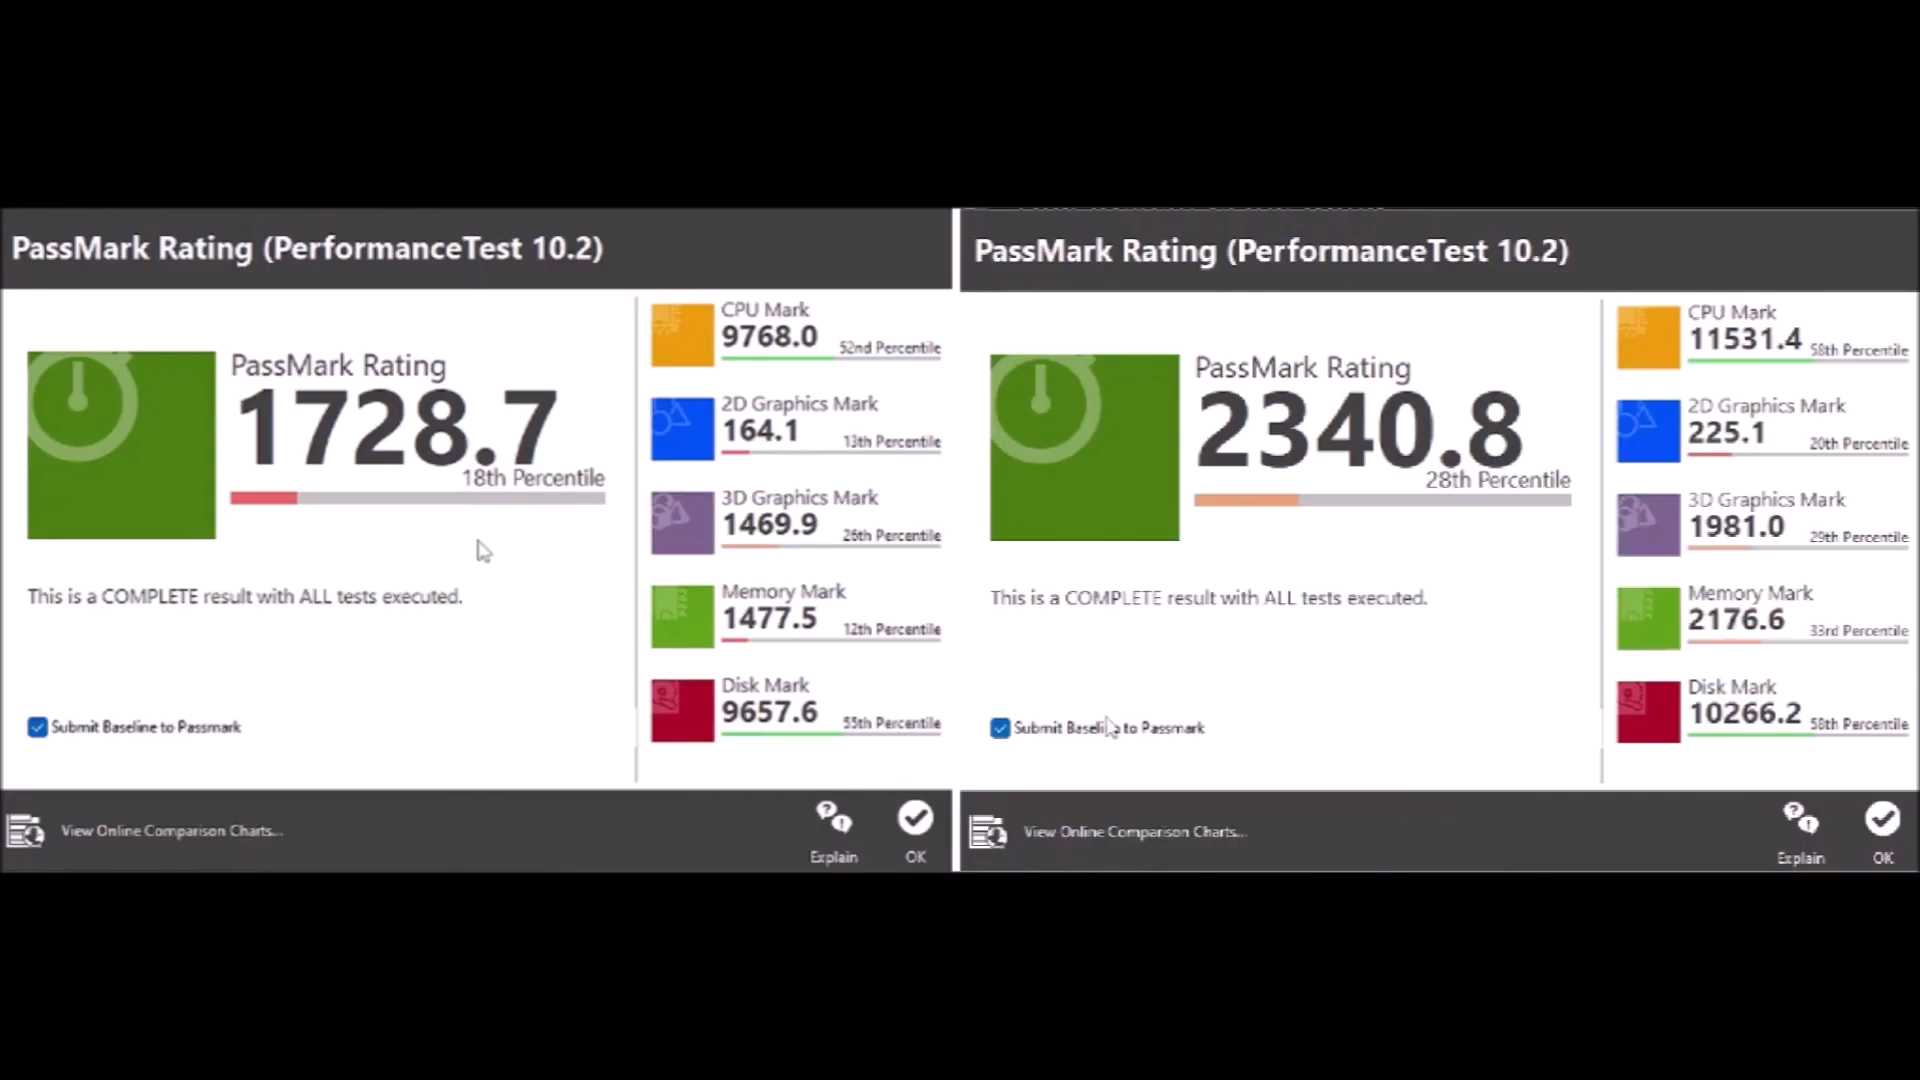 PassMark Rating (PerformanceTest 10.2)
PassMark Rating
1728.7
18th Percentile
This is a COMPLETE result with ALL tests executed.
Submit Baseline to Passmark
CPU Mark
9768.0
52nd Percentile
2D Graphics Mark
164.1
13th Percentile
3D Graphics Mark
1469.9
26th Percentile
Memory Mark
1477.5
12th Percentile
Disk Mark
9657.6
55th Percentile
View Online Comparison Charts...
Explain
OK
PassMark Rating (PerformanceTest 10.2)
PassMark Rating
2340.8
28th Percentile
This is a COMPLETE result with ALL tests executed.
Submit Baseline to Passmark
CPU Mark
11531.4
58th Percentile
2D Graphics Mark
225.1
20th Percentile
3D Graphics Mark
1981.0
29th Percentile
Memory Mark
2176.6
33rd Percentile
Disk Mark
10266.2
58th Percentile
View Online Comparison Charts...
Explain
OK